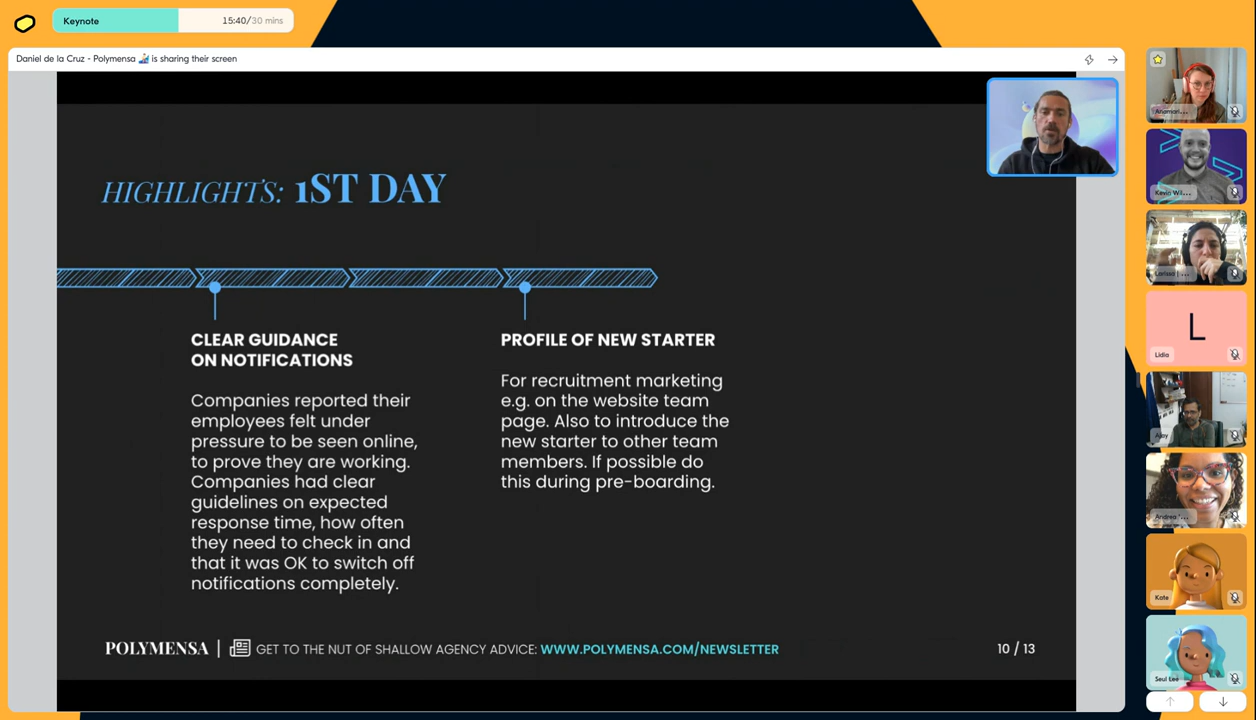 Keynote
15:40/30 mins
Daniel de la Cruz - Polymensa 🏄 is sharing their screen
HIGHLIGHTS: 1ST DAY
CLEAR GUIDANCE
ON NOTIFICATIONS
Companies reported their
employees felt under
pressure to be seen online,
to prove they are working.
Companies had clear
guidelines on expected
response time, how often
they need to check in and
that it was OK to switch off
notifications completely.
PROFILE OF NEW STARTER
For recruitment marketing
e.g. on the website team
page. Also to introduce the
new starter to other team
members. If possible do
this during pre-boarding.
POLYMENSA | GET TO THE NUT OF SHALLOW AGENCY ADVICE: WWW.POLYMENSA.COM/NEWSLETTER
10 / 13
Kevin Wil...
Larissa | ...
L
Lidia
Ajay
Andrea ...
Kate
Seul Lee